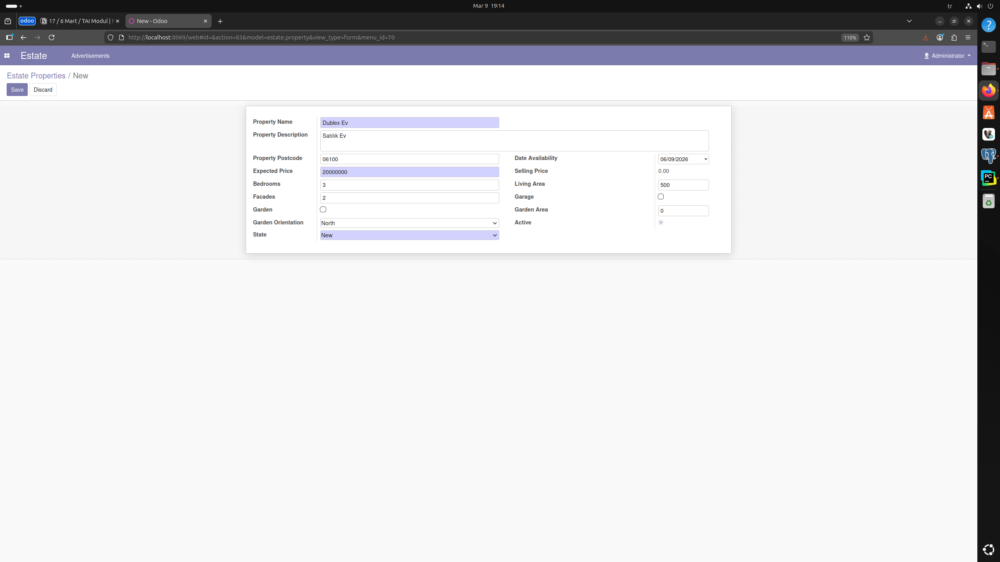 Mar 9 19:14
tr
odoo
17 / 6 Mart / TAI Modul |
New - Odoo
http://localhost:8069/web#id=&action=83&model=estate.property&view_type=form&menu_id=70
110%
Estate
Advertisements
Administrator
Estate Properties / New
Save
Discard
Property Name
Dublex Ev
Property Description
Satılık Ev
Property Postcode
06100
Date Availability
06/09/2026
Expected Price
20000000
Selling Price
0.00
Bedrooms
3
Living Area
500
Facades
2
Garage
Garden
Garden Area
0
Garden Orientation
North
Active
State
New
PC